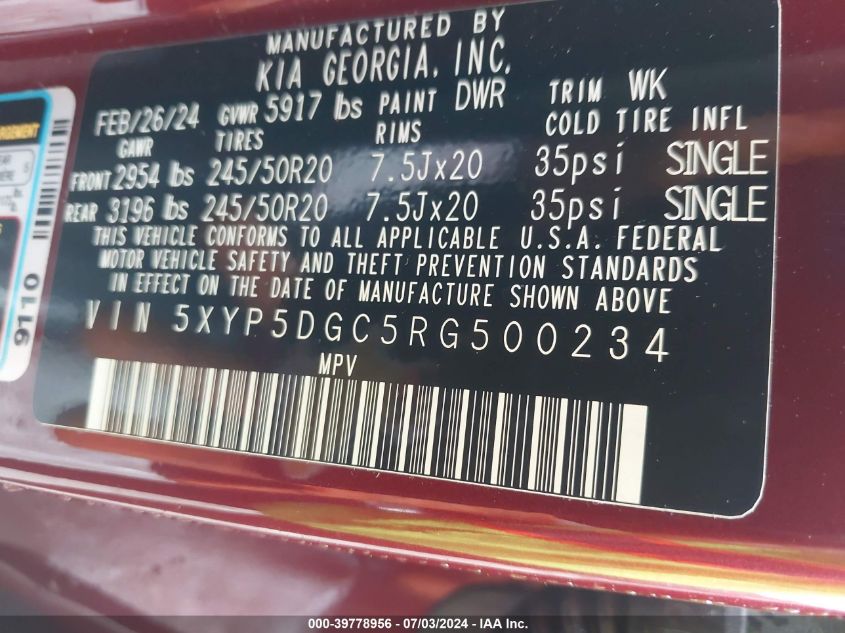 MANUFACTURED BY
KIA GEORGIA, INC.
FEB/26/24 GVWR 5917 lbs PAINT DWR TRIM WK
GAWR TIRES RIMS COLD TIRE INFL
FRONT 2954 lbs 245/50R20 7.5Jx20 35psi SINGLE
REAR 3196 lbs 245/50R20 7.5Jx20 35psi SINGLE
THIS VEHICLE CONFORMS TO ALL APPLICABLE U.S.A. FEDERAL
MOTOR VEHICLE SAFETY AND THEFT PREVENTION STANDARDS
IN EFFECT ON THE DATE OF MANUFACTURE SHOWN ABOVE
VIN 5XYP5DGC5RG500234
MPV
9110
000-39778956 - 07/03/2024 - IAA Inc.